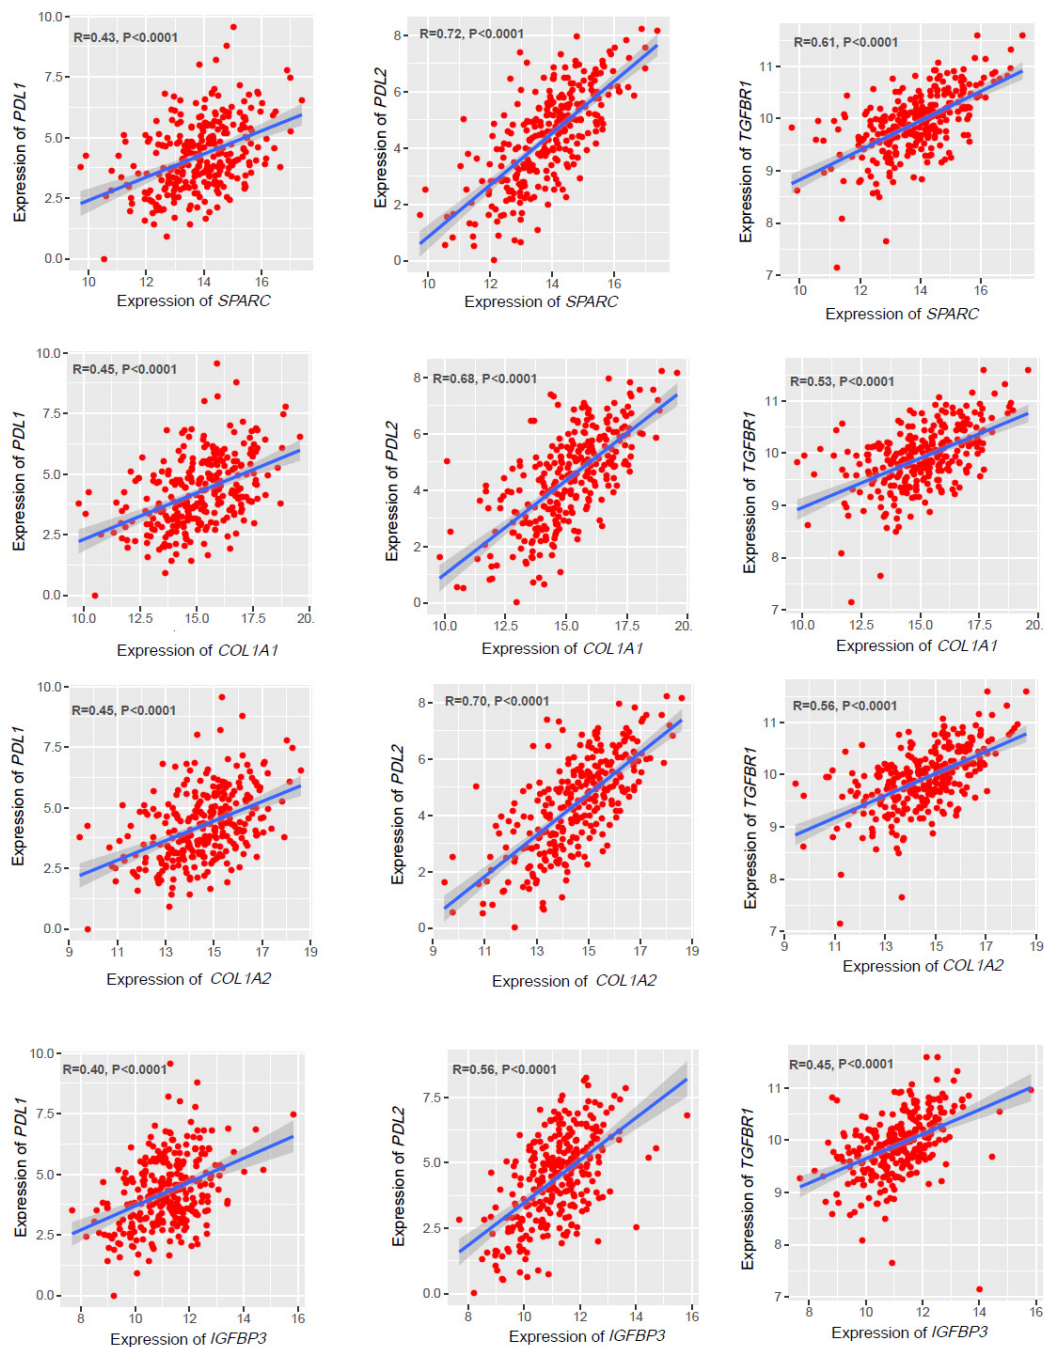 R=0.43, P<0.0001
Expression of PDL1
10.0
7.5
5.0
2.5
0.0
10 12 14 16
Expression of SPARC
R=0.72, P<0.0001
Expression of PDL2
8
6
4
2
0
10 12 14 16
Expression of SPARC
R=0.61, P<0.0001
Expression of TGFBR1
11
10
9
8
7
10 12 14 16
Expression of SPARC
R=0.45, P<0.0001
Expression of PDL1
10.0
7.5
5.0
2.5
0.0
10.0 12.5 15.0 17.5 20.
Expression of COL1A1
R=0.68, P<0.0001
Expression of PDL2
8
6
4
2
0
10.0 12.5 15.0 17.5 20.
Expression of COL1A1
R=0.53, P<0.0001
Expression of TGFBR1
11
10
9
8
7
10.0 12.5 15.0 17.5 20.
Expression of COL1A1
R=0.45, P<0.0001
Expression of PDL1
10.0
7.5
5.0
2.5
0.0
9 11 13 15 17 19
Expression of COL1A2
R=0.70, P<0.0001
Expression of PDL2
8
6
4
2
0
9 11 13 15 17 19
Expression of COL1A2
R=0.56, P<0.0001
Expression of TGFBR1
11
10
9
8
7
9 11 13 15 17 19
Expression of COL1A2
R=0.40, P<0.0001
Expression of PDL1
10.0
7.5
5.0
2.5
0.0
8 10 12 14 16
Expression of IGFBP3
R=0.56, P<0.0001
Expression of PDL2
7.5
5.0
2.5
0.0
8 10 12 14 16
Expression of IGFBP3
R=0.45, P<0.0001
Expression of TGFBR1
11
10
9
8
7
8 10 12 14 16
Expression of IGFBP3